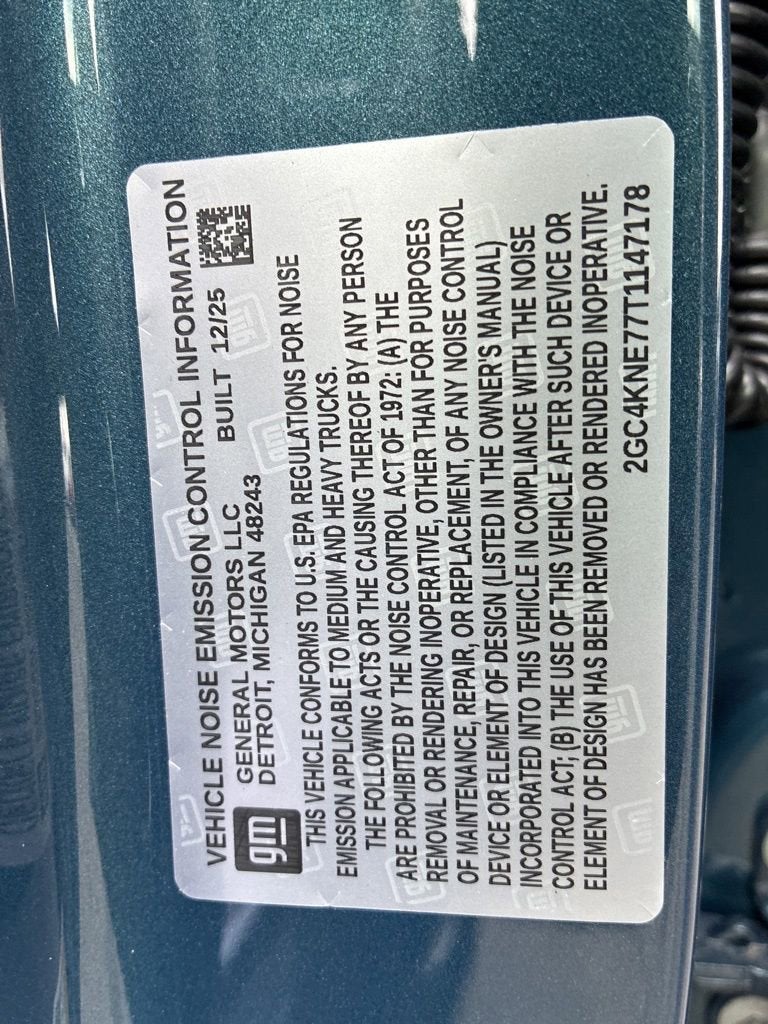 VEHICLE NOISE EMISSION CONTROL INFORMATION
gm
GENERAL MOTORS LLC BUILT 12/25
DETROIT, MICHIGAN 48243
THIS VEHICLE CONFORMS TO U.S. EPA REGULATIONS FOR NOISE
EMISSION APPLICABLE TO MEDIUM AND HEAVY TRUCKS.
THE FOLLOWING ACTS OR THE CAUSING THEREOF BY ANY PERSON
ARE PROHIBITED BY THE NOISE CONTROL ACT OF 1972: (A) THE
REMOVAL OR RENDERING INOPERATIVE, OTHER THAN FOR PURPOSES
OF MAINTENANCE, REPAIR, OR REPLACEMENT, OF ANY NOISE CONTROL
DEVICE OR ELEMENT OF DESIGN (LISTED IN THE OWNER'S MANUAL)
INCORPORATED INTO THIS VEHICLE IN COMPLIANCE WITH THE NOISE
CONTROL ACT; (B) THE USE OF THIS VEHICLE AFTER SUCH DEVICE OR
ELEMENT OF DESIGN HAS BEEN REMOVED OR RENDERED INOPERATIVE.
2GC4KNE77T1147178